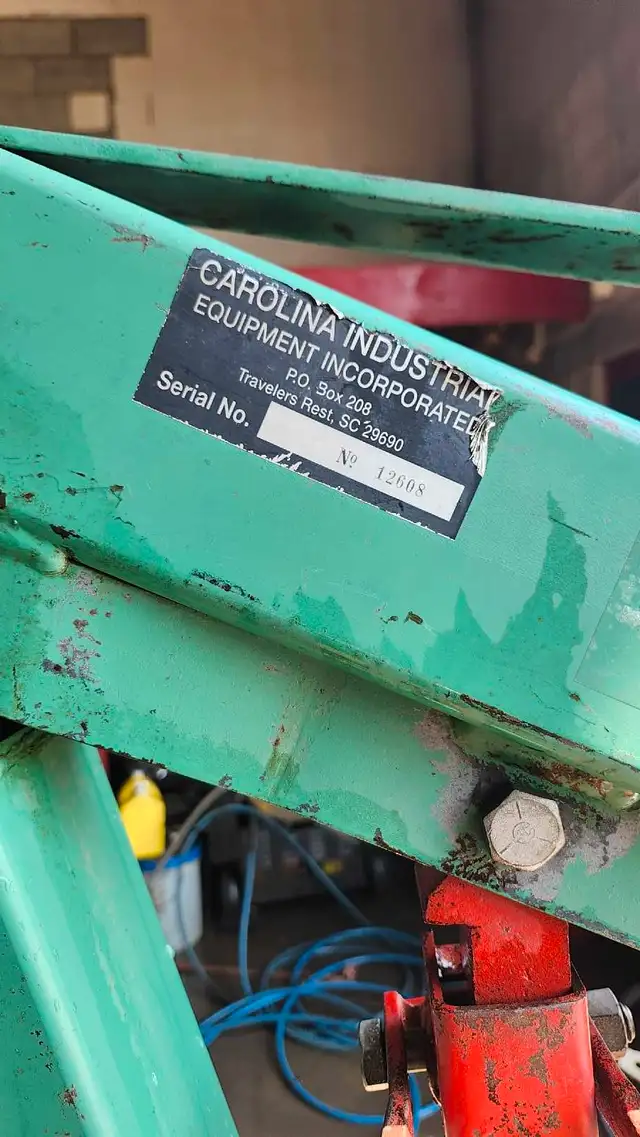 CAROLINA INDUSTRIAL
EQUIPMENT INCORPORATED
P.O. Box 208
Travelers Rest, SC 29690
Serial No.
Nº 12608